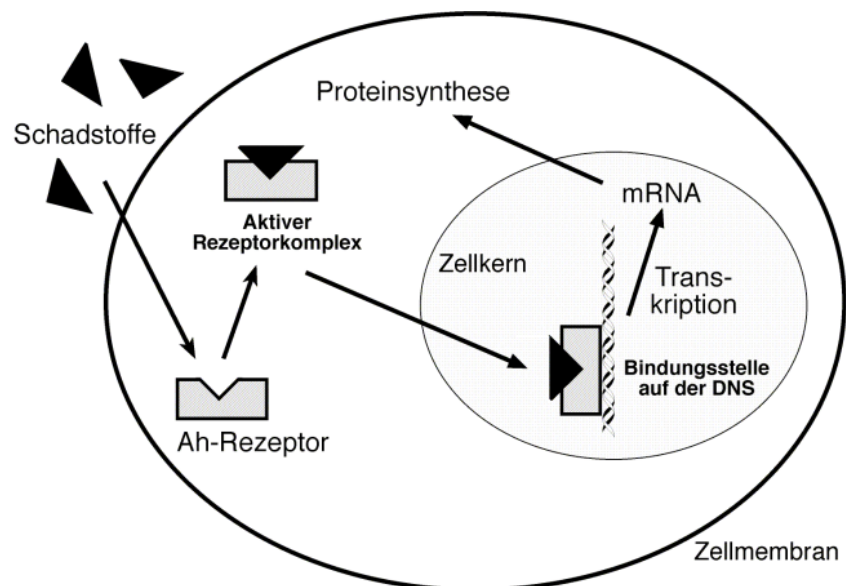 Proteinsynthese
Schadstoffe
Aktiver
Rezeptorkomplex
mRNA
Zellkern
Trans-
kription
Bindungsstelle
auf der DNS
Ah-Rezeptor
Zellmembran